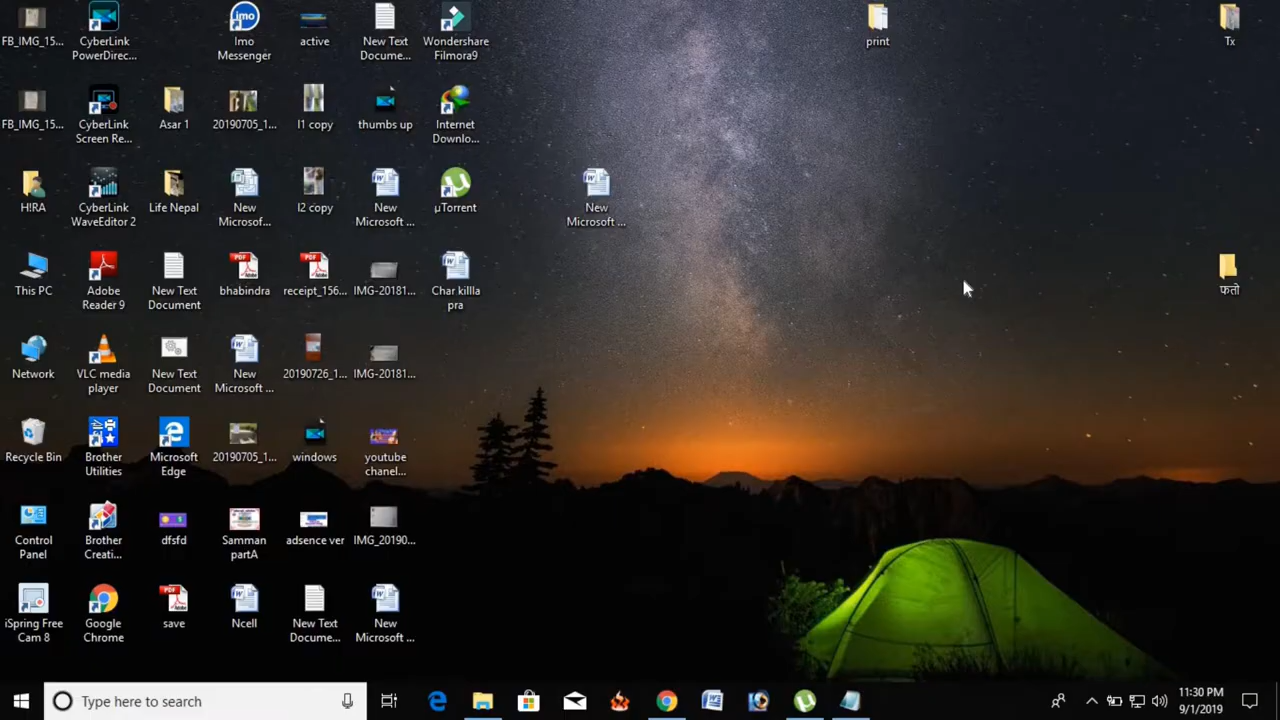 FB_IMG_15...
CyberLink
PowerDirec...
Imo
Messenger
active
New Text
Docume...
Wondershare
Filmora9
print
Tx
FB_IMG_15...
CyberLink
Screen Re...
Asar 1
20190705_1...
I1 copy
thumbs up
Internet
Downlo...
H!RA
CyberLink
WaveEditor 2
Life Nepal
New
Microsof...
I2 copy
New
Microsoft ...
µTorrent
New
Microsoft ...
This PC
Adobe
Reader 9
New Text
Document
bhabindra
receipt_156...
IMG-20181...
Char killla
pra
फतो
Network
VLC media
player
New Text
Document
New
Microsoft ...
20190726_1...
IMG-20181...
Recycle Bin
Brother
Utilities
Microsoft
Edge
20190705_1...
windows
youtube
chanel...
Control
Panel
Brother
Creati...
dfsfd
Samman
partA
adsence ver
IMG_20190...
iSpring Free
Cam 8
Google
Chrome
save
Ncell
New Text
Docume...
New
Microsoft ...
Type here to search
11:30 PM
9/1/2019